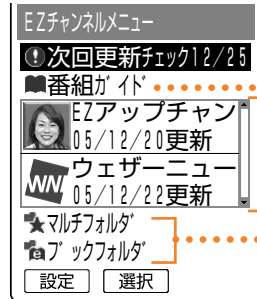 EZチャンネルメニュー
次回更新チェック12/25
番組ガイド
EZアップチャン
05/12/20更新
WN
ウェザーニュー
05/12/22更新
マルチフォルダ
ブックフォルダ
設定 選択